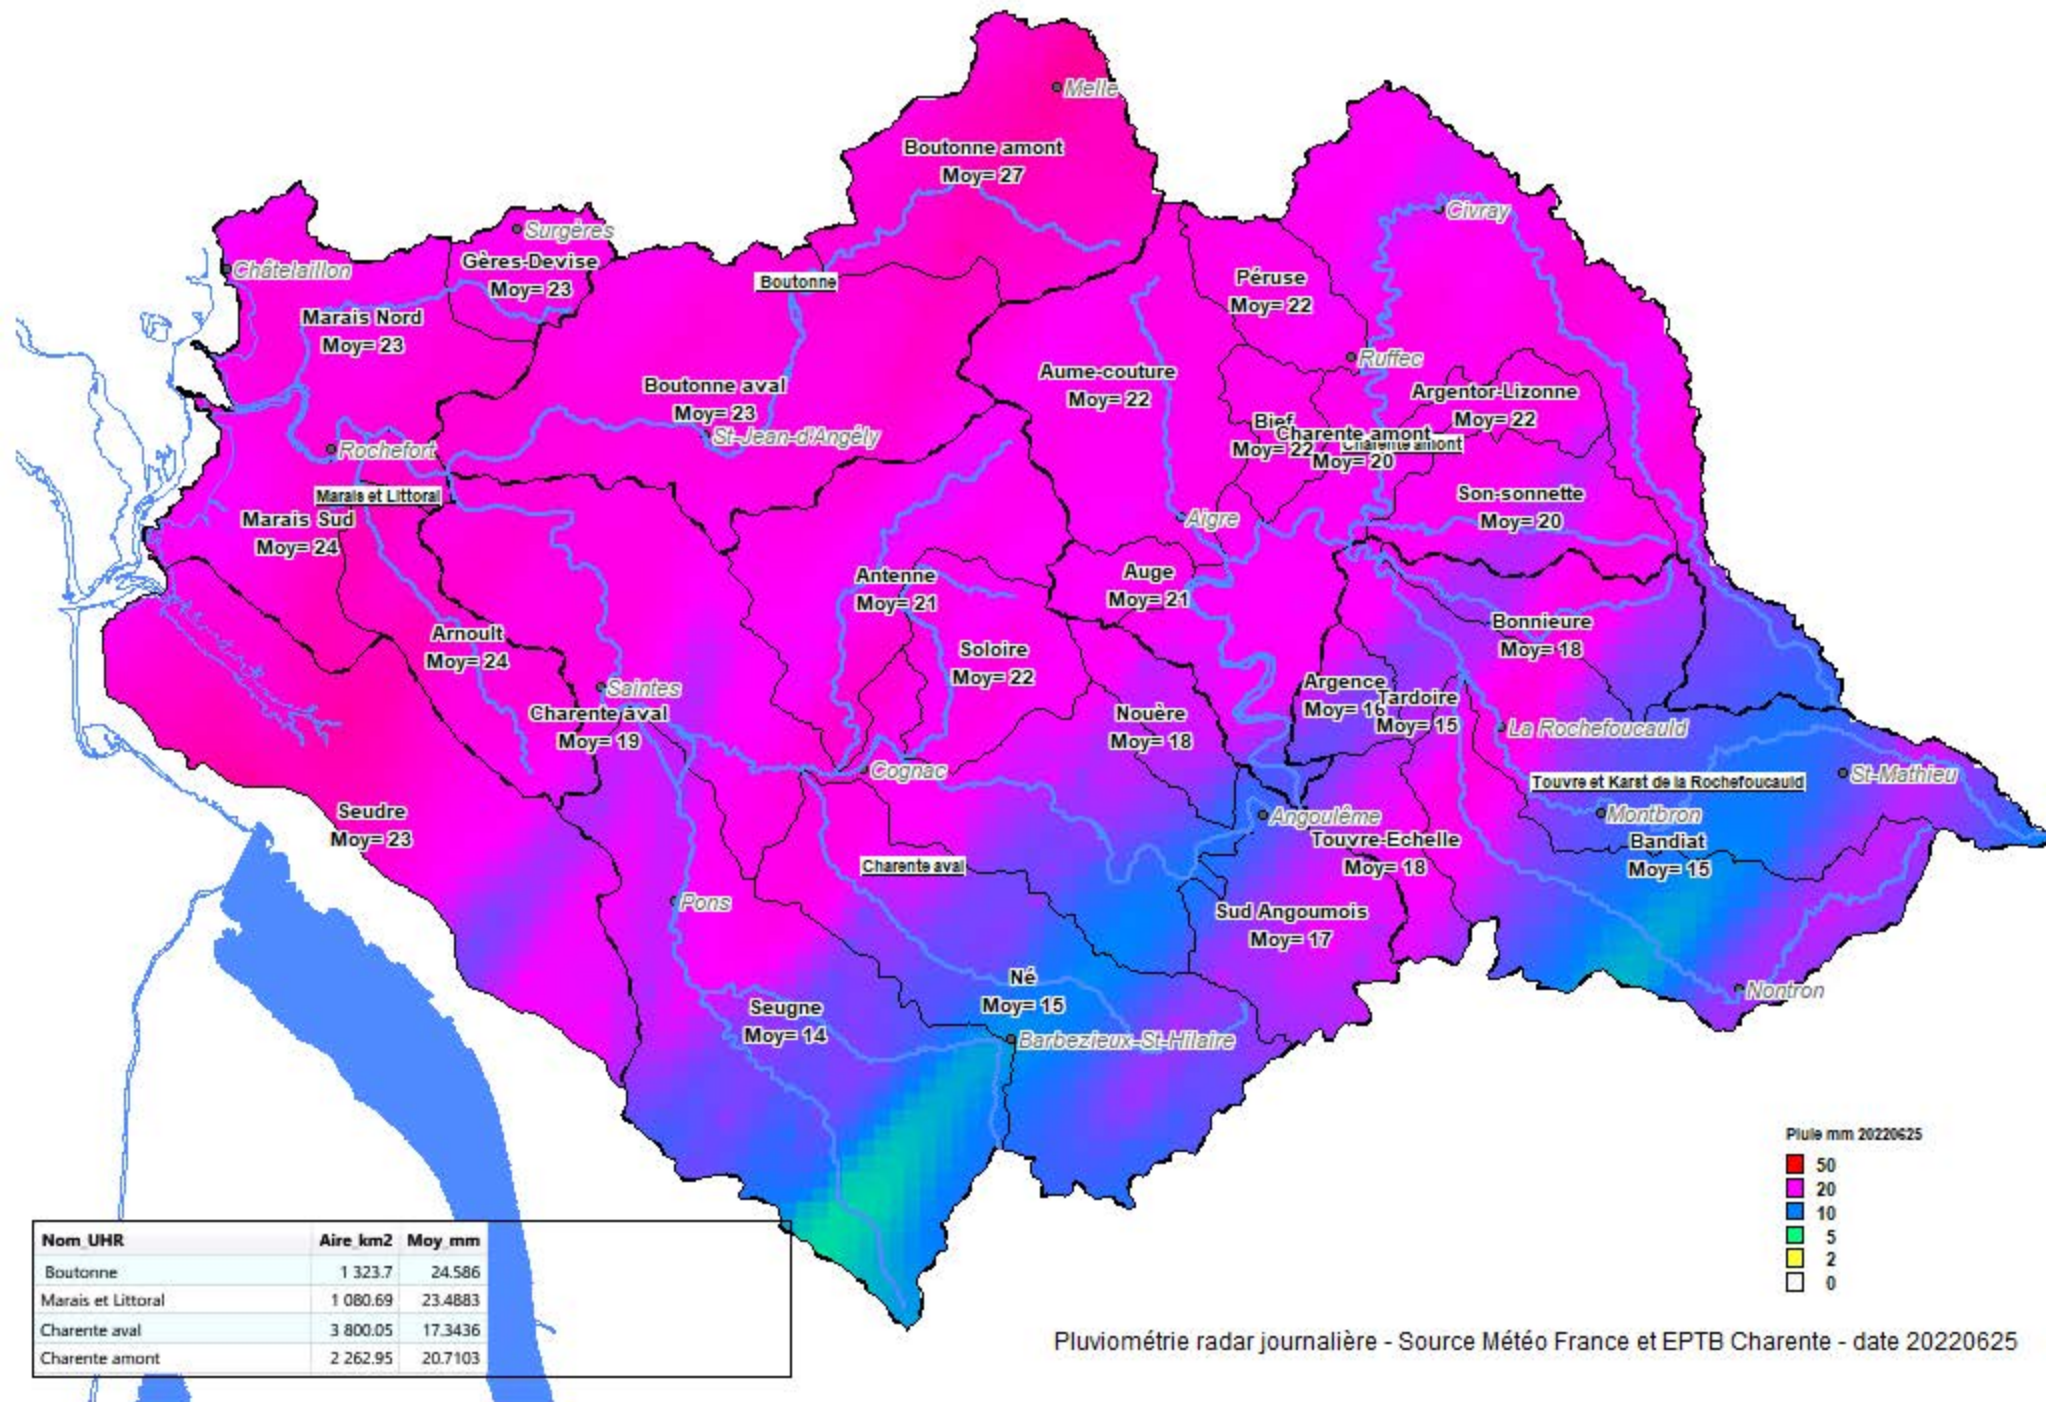 Melle
Boutonne amont
Moy= 27
Civray
Surgères
Gères-Devise
Moy= 23
Châtelaillon
Boutonne
Péruse
Moy= 22
Marais Nord
Moy= 23
Ruffec
Aume-couture
Moy= 22
Boutonne aval
Moy= 23
St-Jean-d'Angély
Argentor-Lizonne
Moy= 22
Bief
Moy= 22
Charente amont
Moy= 20
Charente amont
Rochefort
Marais et Littoral
Son-sonnette
Moy= 20
Marais Sud
Moy= 24
Aigre
Antenne
Moy= 21
Auge
Moy= 21
Arnoult
Moy= 24
Bonnieure
Moy= 18
Soloire
Moy= 22
Saintes
Charente aval
Moy= 19
Argence
Moy= 16
Tardoire
Moy= 15
Nouère
Moy= 18
La Rochefoucauld
Cognac
St-Mathieu
Touvre et Karst de la Rochefoucauld
Seudre
Moy= 23
Angoulême
Montbron
Touvre-Echelle
Moy= 18
Bandiat
Moy= 15
Charente aval
Pons
Sud Angoumois
Moy= 17
Né
Moy= 15
Nontron
Seugne
Moy= 14
Barbezieux-St-Hilaire
Pluie mm 20220625
50
20
10
5
2
0
Nom_UHR Aire_km2 Moy_mm
Boutonne 1 323.7 24.586
Marais et Littoral 1 080.69 23.4883
Charente aval 3 800.05 17.3436
Charente amont 2 262.95 20.7103
Pluviométrie radar journalière - Source Météo France et EPTB Charente - date 20220625